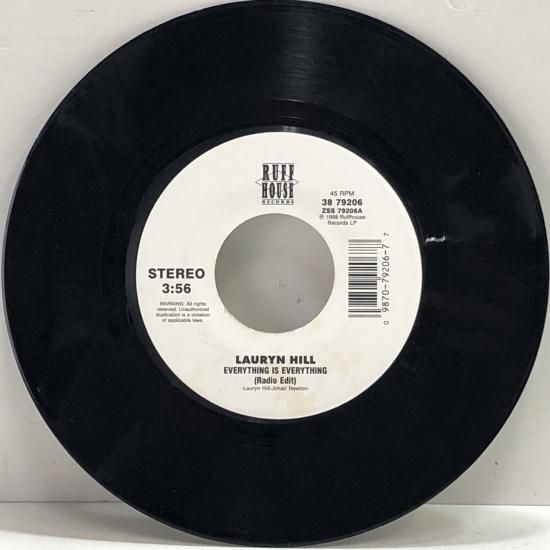 RUFF
HOUSE
RECORDS
45 RPM
38 79206
ZSS 79206A
℗ 1998 Ruffhouse
Records LP
STEREO
3:56
WARNING: All rights
reserved. Unauthorized
duplication is a violation
of applicable laws.
0 9870-79206-7 7
LAURYN HILL
EVERYTHING IS EVERYTHING
(Radio Edit)
-Lauryn Hill-Johari Newton-